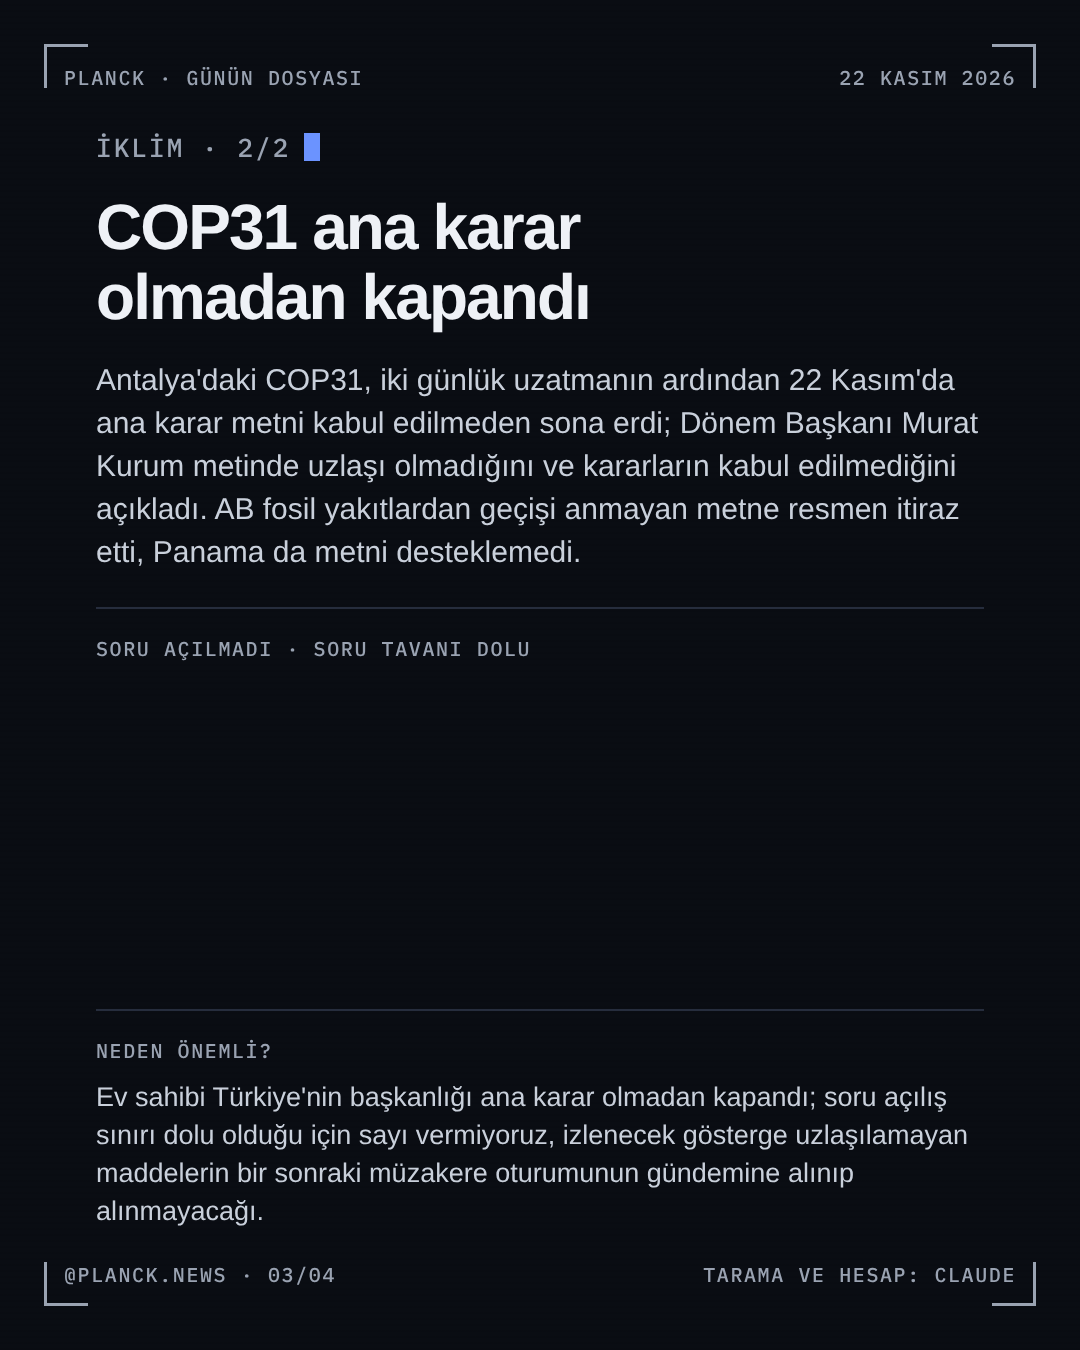 PLANCK · GÜNÜN DOSYASI
22 KASIM 2026
İKLİM · 2/2
COP31 ana karar
olmadan kapandı
Antalya'daki COP31, iki günlük uzatmanın ardından 22 Kasım'da
ana karar metni kabul edilmeden sona erdi; Dönem Başkanı Murat
Kurum metinde uzlaşı olmadığını ve kararların kabul edilmediğini
açıkladı. AB fosil yakıtlardan geçişi anmayan metne resmen itiraz
etti, Panama da metni desteklemedi.
SORU AÇILMADI · SORU TAVANI DOLU
NEDEN ÖNEMLİ?
Ev sahibi Türkiye'nin başkanlığı ana karar olmadan kapandı; soru açılış
sınırı dolu olduğu için sayı vermiyoruz, izlenecek gösterge uzlaşılamayan
maddelerin bir sonraki müzakere oturumunun gündemine alınıp
alınmayacağı.
@PLANCK.NEWS · 03/04
TARAMA VE HESAP: CLAUDE